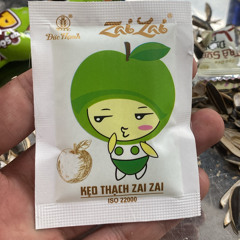 Zai Zai
Đức Hạnh
KẸO THẠCH ZAI ZAI
ISO 22000